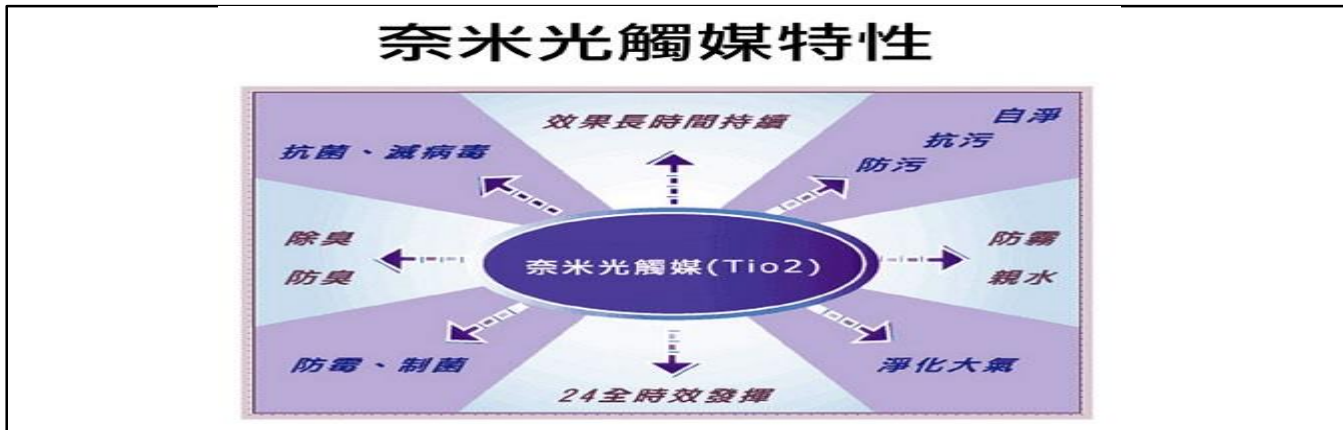 奈米光觸媒特性
效果長時間持續
自淨
抗污
防污
抗菌、滅病毒
除臭
防臭
奈米光觸媒(Tio2)
防霧
親水
防霉、制菌
淨化大氣
24全時效發揮